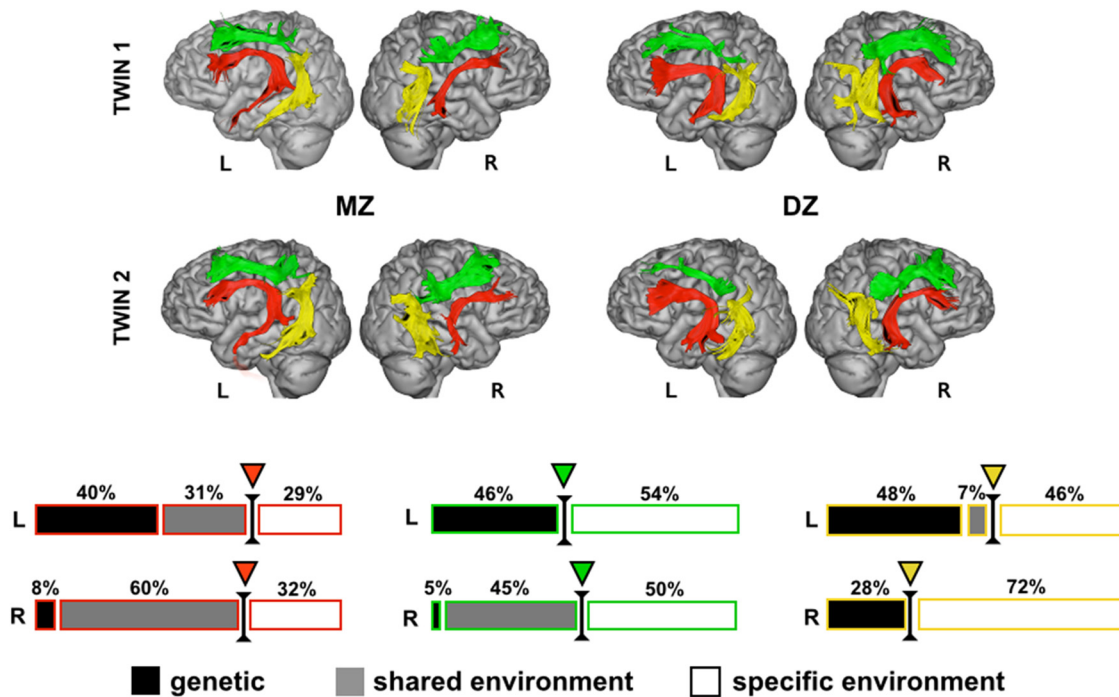 TWIN 1
L
R
L
R
MZ
DZ
TWIN 2
L
R
L
R
40% 31% 29%
L
46% 54%
L
48% 7% 46%
L
8% 60% 32%
R
5% 45% 50%
R
28% 72%
R
genetic
shared environment
specific environment